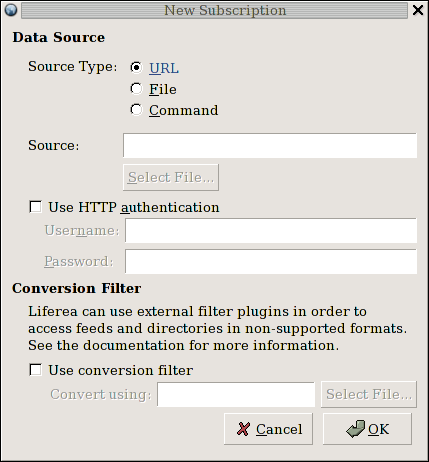 New Subscription
Data Source
Source Type:
URL
File
Command
Source:
Select File...
Use HTTP authentication
Username:
Password:
Conversion Filter
Liferea can use external filter plugins in order to
access feeds and directories in non-supported formats.
See the documentation for more information.
Use conversion filter
Convert using:
Select File...
Cancel
OK